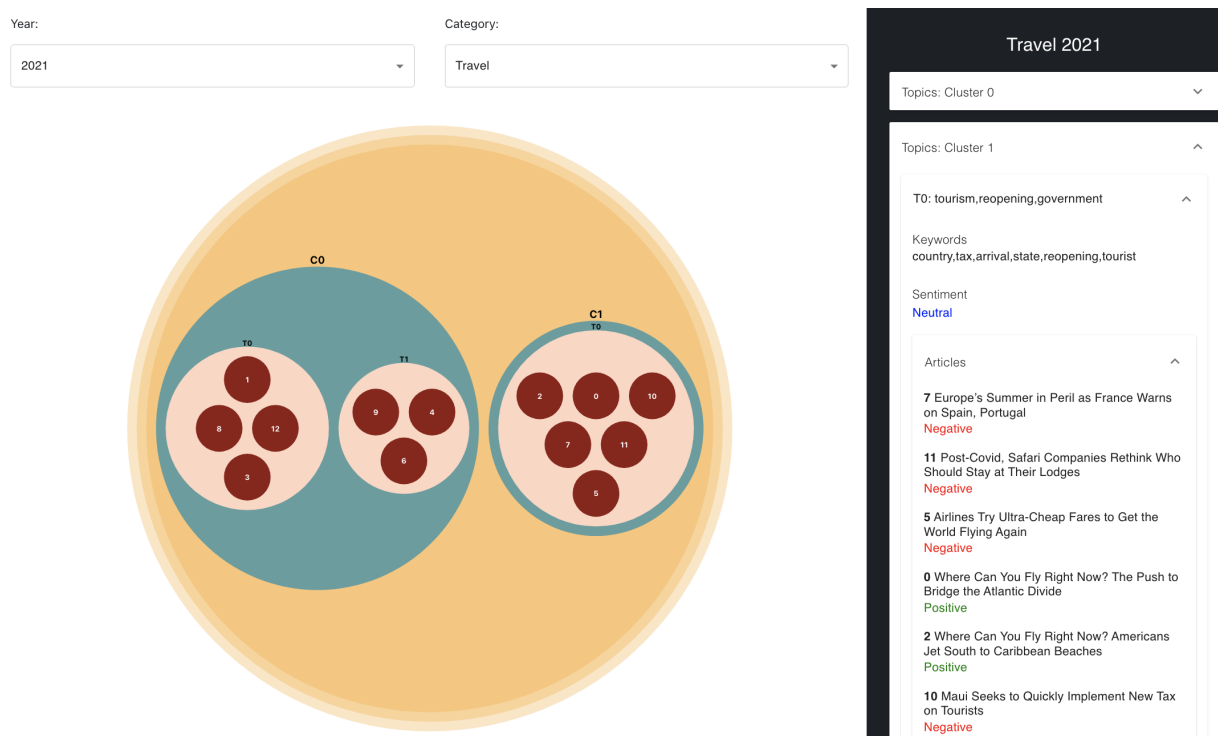 Year:
Category:
2021
Travel
C0
T0
1
8
12
3
T1
9
4
6
C1
T0
2
0
10
7
11
5
Travel 2021
Topics: Cluster 0
Topics: Cluster 1
T0: tourism,reopening,government
Keywords
country,tax,arrival,state,reopening,tourist
Sentiment
Neutral
Articles
7 Europe’s Summer in Peril as France Warns
on Spain, Portugal
Negative
11 Post-Covid, Safari Companies Rethink Who
Should Stay at Their Lodges
Negative
5 Airlines Try Ultra-Cheap Fares to Get the
World Flying Again
Negative
0 Where Can You Fly Right Now? The Push to
Bridge the Atlantic Divide
Positive
2 Where Can You Fly Right Now? Americans
Jet South to Caribbean Beaches
Positive
10 Maui Seeks to Quickly Implement New Tax
on Tourists
Negative